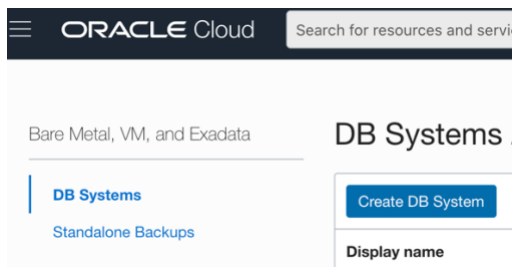 ORACLE Cloud
Search for resources and
Bare Metal, VM, and Exadata
DB Systems
DB Systems
Create DB System
Standalone Backups
Display name